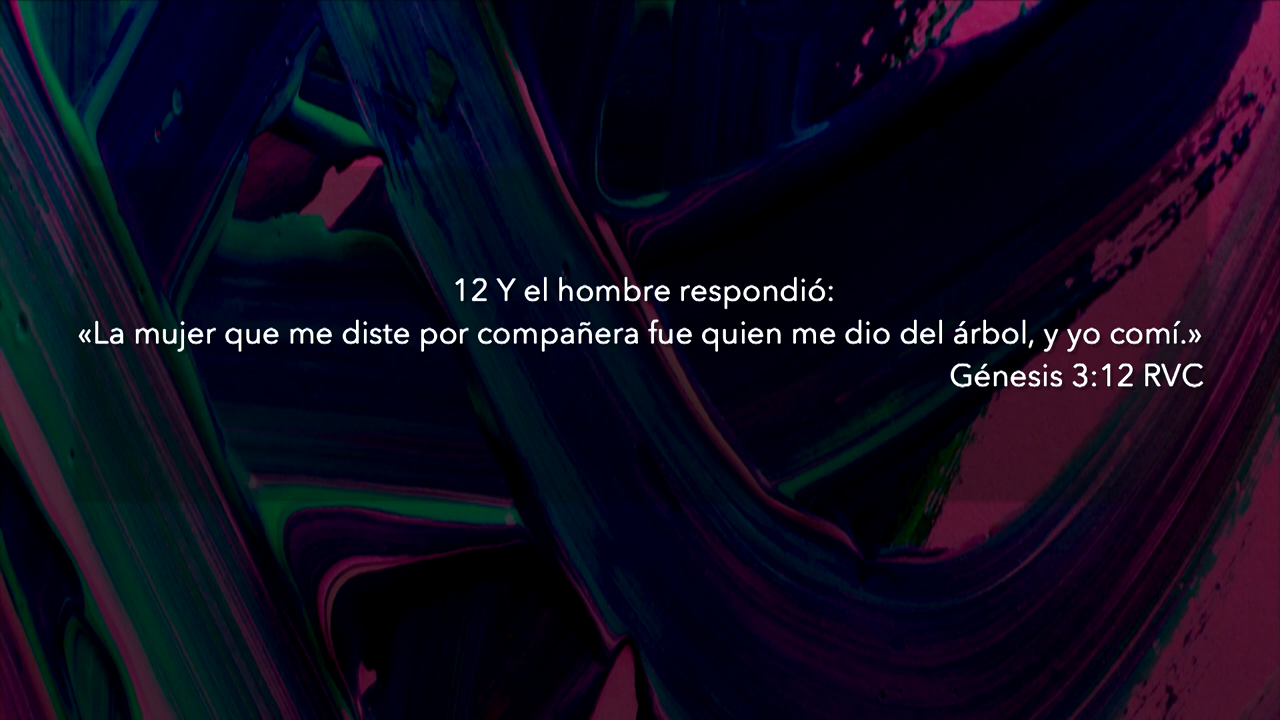 12 Y el hombre respondió:
«La mujer que me diste por compañera fue quien me dio del árbol, y yo comí.»
Génesis 3:12 RVC